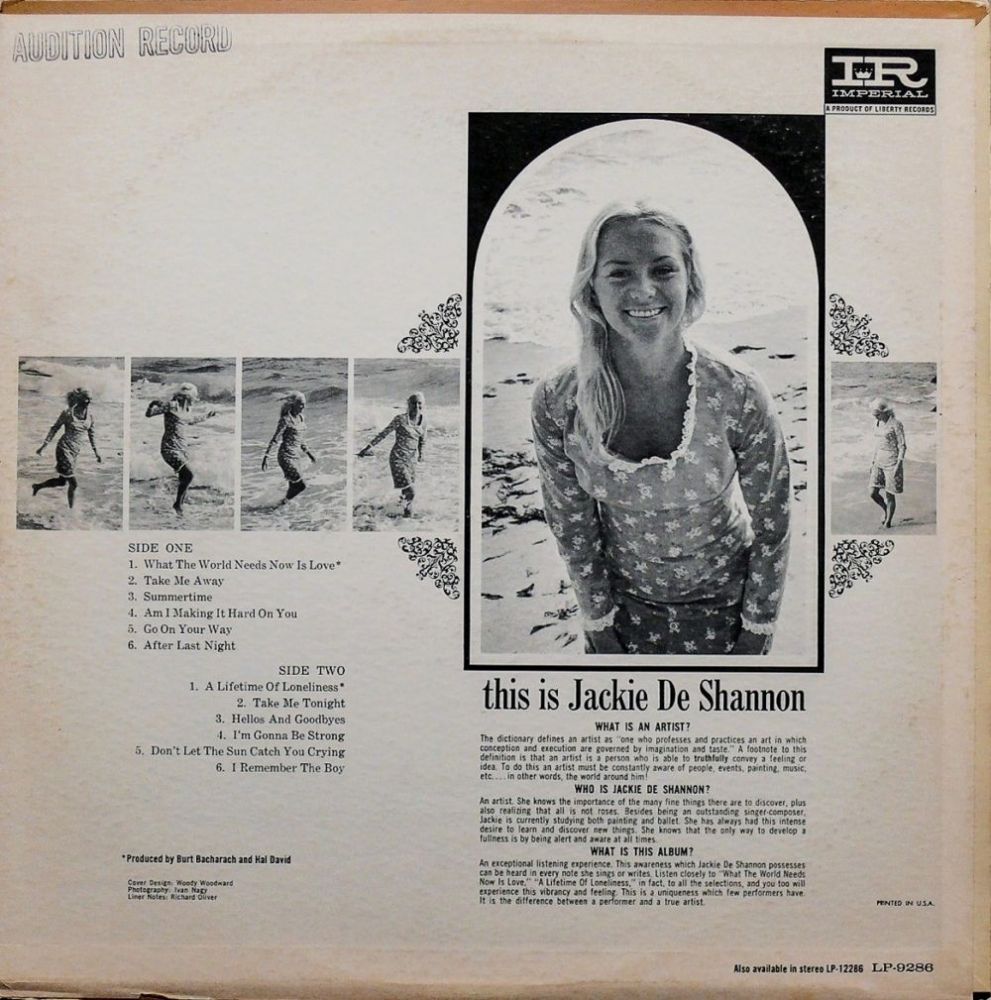 AUDITION RECORD
IR
IMPERIAL
A PRODUCT OF LIBERTY RECORDS
SIDE ONE
1. What The World Needs Now Is Love*
2. Take Me Away
3. Summertime
4. Am I Making It Hard On You
5. Go On Your Way
6. After Last Night
SIDE TWO
1. A Lifetime Of Loneliness*
2. Take Me Tonight
3. Hellos And Goodbyes
4. I'm Gonna Be Strong
5. Don't Let The Sun Catch You Crying
6. I Remember The Boy
*Produced by Burt Bacharach and Hal David
Cover Design: Woody Woodward
Photography: Ivan Nagy
Liner Notes: Richard Oliver
this is Jackie De Shannon
WHAT IS AN ARTIST?
The dictionary defines an artist as "one who professes and practices an art in which
conception and execution are governed by imagination and taste." A footnote to this
definition is that an artist is a person who is able to truthfully convey a feeling or
idea. To do this an artist must be constantly aware of people, events, painting, music,
etc.... in other words, the world around him!
WHO IS JACKIE DE SHANNON?
An artist. She knows the importance of the many fine things there are to discover, plus
also realizing that all is not roses. Besides being an outstanding singer-composer,
Jackie is currently studying both painting and ballet. She has always had this intense
desire to learn and discover new things. She knows that the only way to develop a
fullness is by being alert and aware at all times.
WHAT IS THIS ALBUM?
An exceptional listening experience. This awareness which Jackie De Shannon possesses
can be heard in every note she sings or writes. Listen closely to "What The World Needs
Now Is Love," "A Lifetime Of Loneliness," in fact, to all the selections, and you too will
experience this vibrancy and feeling. This is a uniqueness which few performers have.
It is the difference between a performer and a true artist.
PRINTED IN U.S.A.
Also available in stereo LP-12286 LP-9286